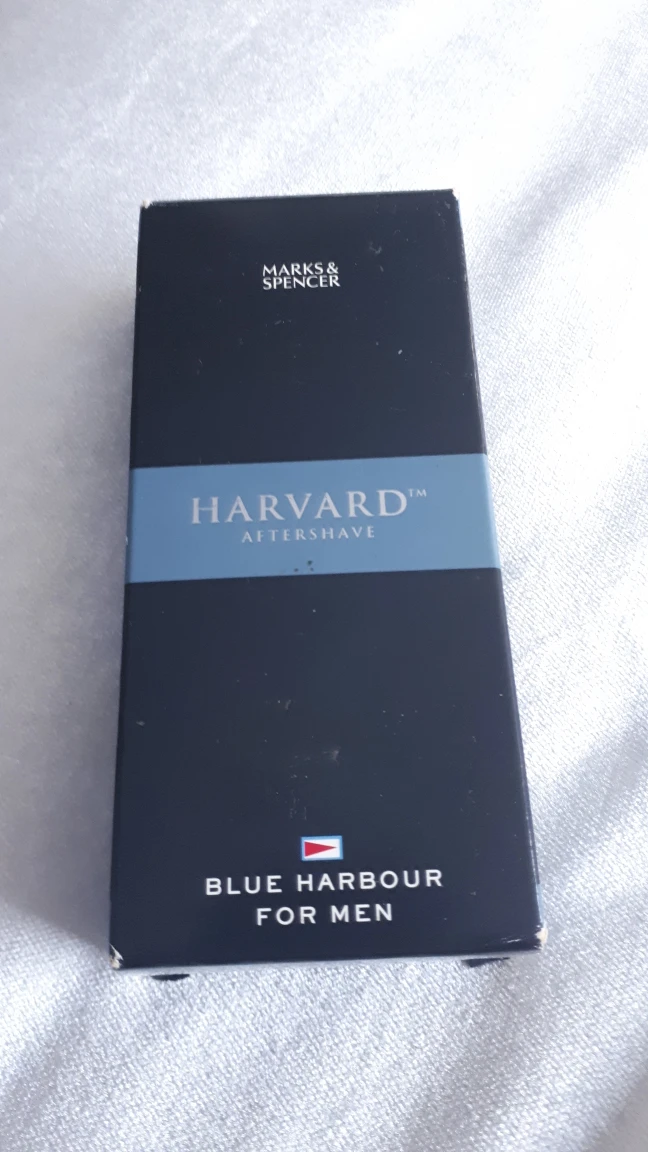 MARKS &
SPENCER
HARVARD™
AFTERSHAVE
BLUE HARBOUR
FOR MEN